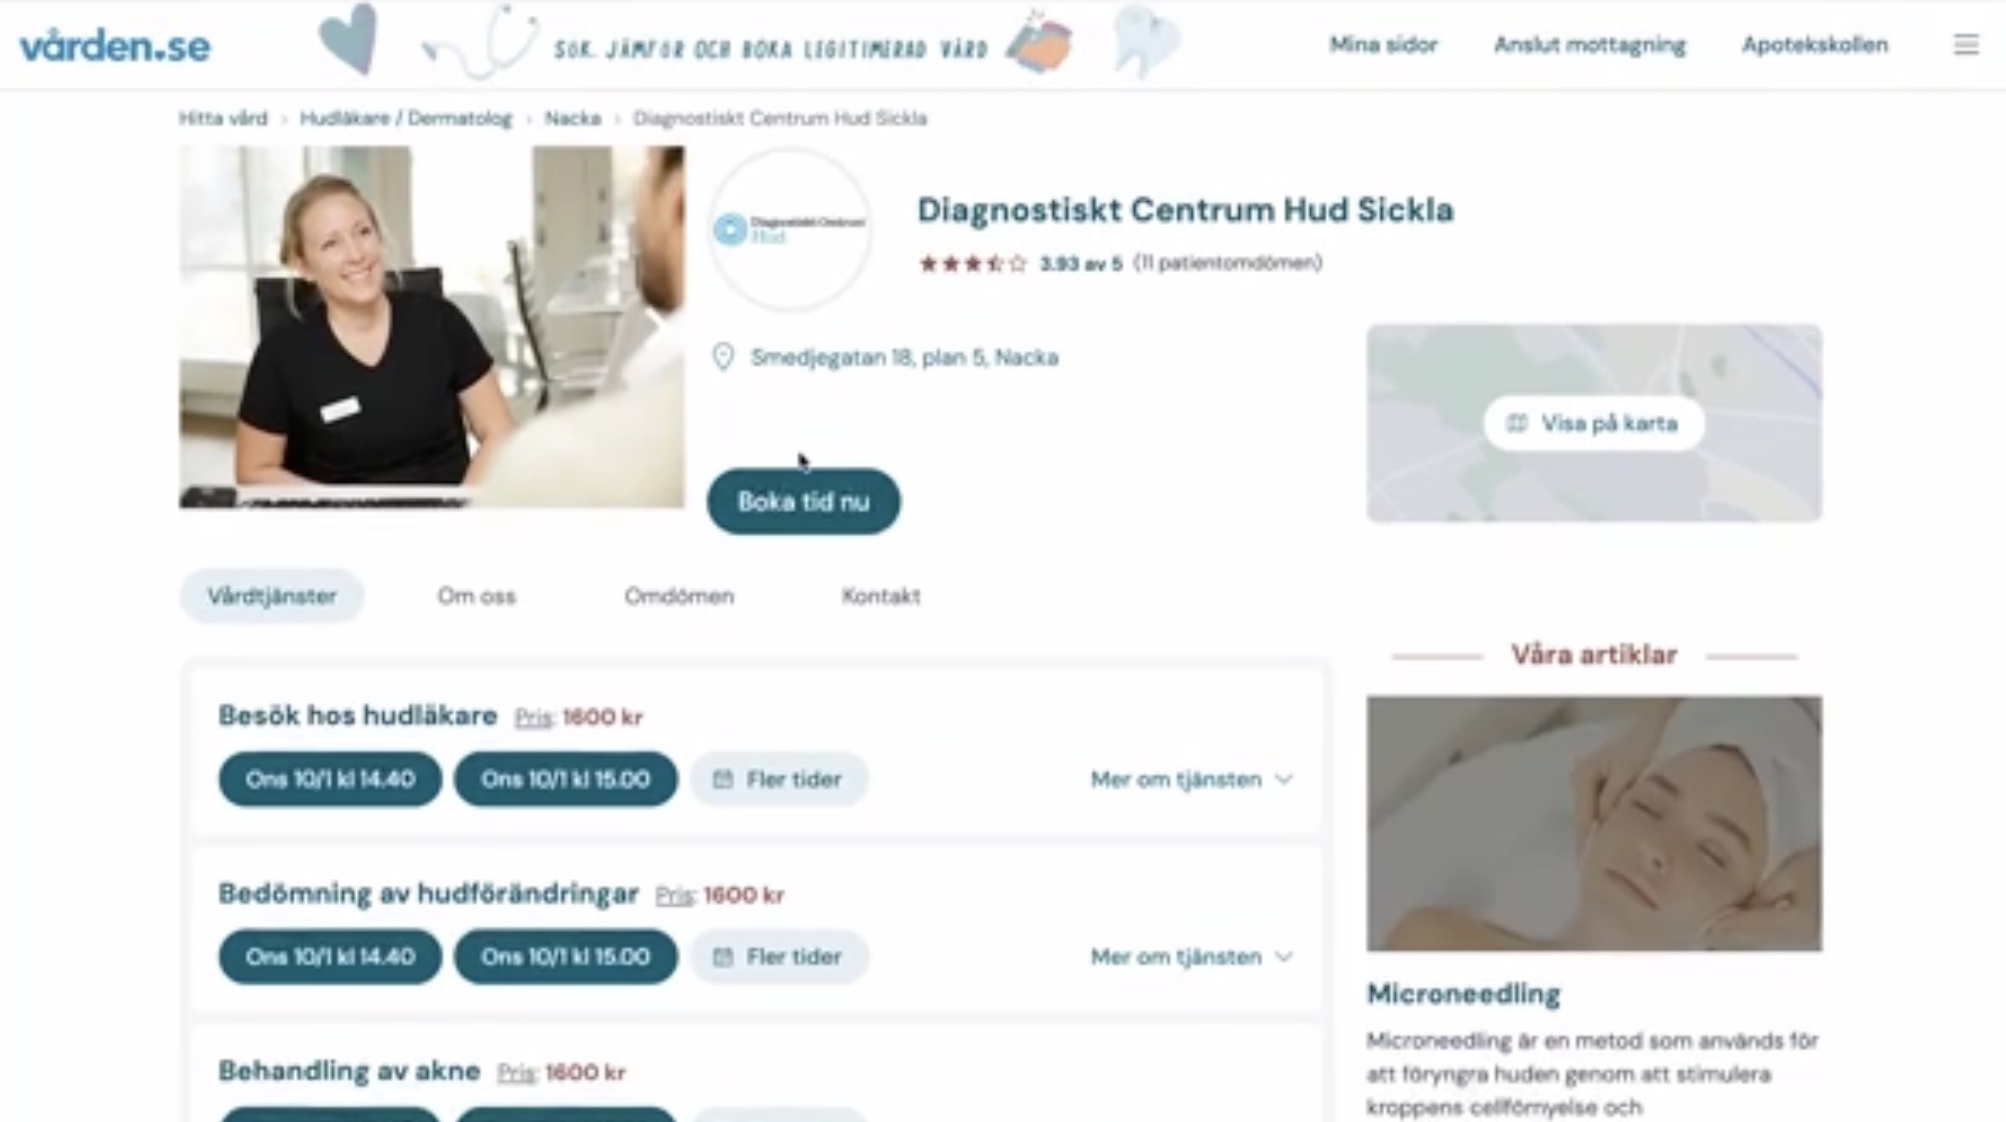 vården.se
SÖK, JÄMFÖR OCH BOKA LEGITIMERAD VÅRD
Mina sidor
Anslut mottagning
Apotekskollen
Hitta vård › Hudläkare / Dermatolog › Nacka › Diagnostiskt Centrum Hud Sickla
Diagnostiskt Centrum
Hud
Diagnostiskt Centrum Hud Sickla
3.93 av 5 (11 patientomdömen)
Smedjegatan 18, plan 5, Nacka
Visa på karta
Boka tid nu
Vårdtjänster
Om oss
Omdömen
Kontakt
Besök hos hudläkare Pris: 1600 kr
Ons 10/1 kl 14.40
Ons 10/1 kl 15.00
Fler tider
Mer om tjänsten
Bedömning av hudförändringar Pris: 1600 kr
Ons 10/1 kl 14.40
Ons 10/1 kl 15.00
Fler tider
Mer om tjänsten
Behandling av akne Pris: 1600 kr
Våra artiklar
Microneedling
Microneedling är en metod som används för
att föryngra huden genom att stimulera
kroppens cellförnyelse och